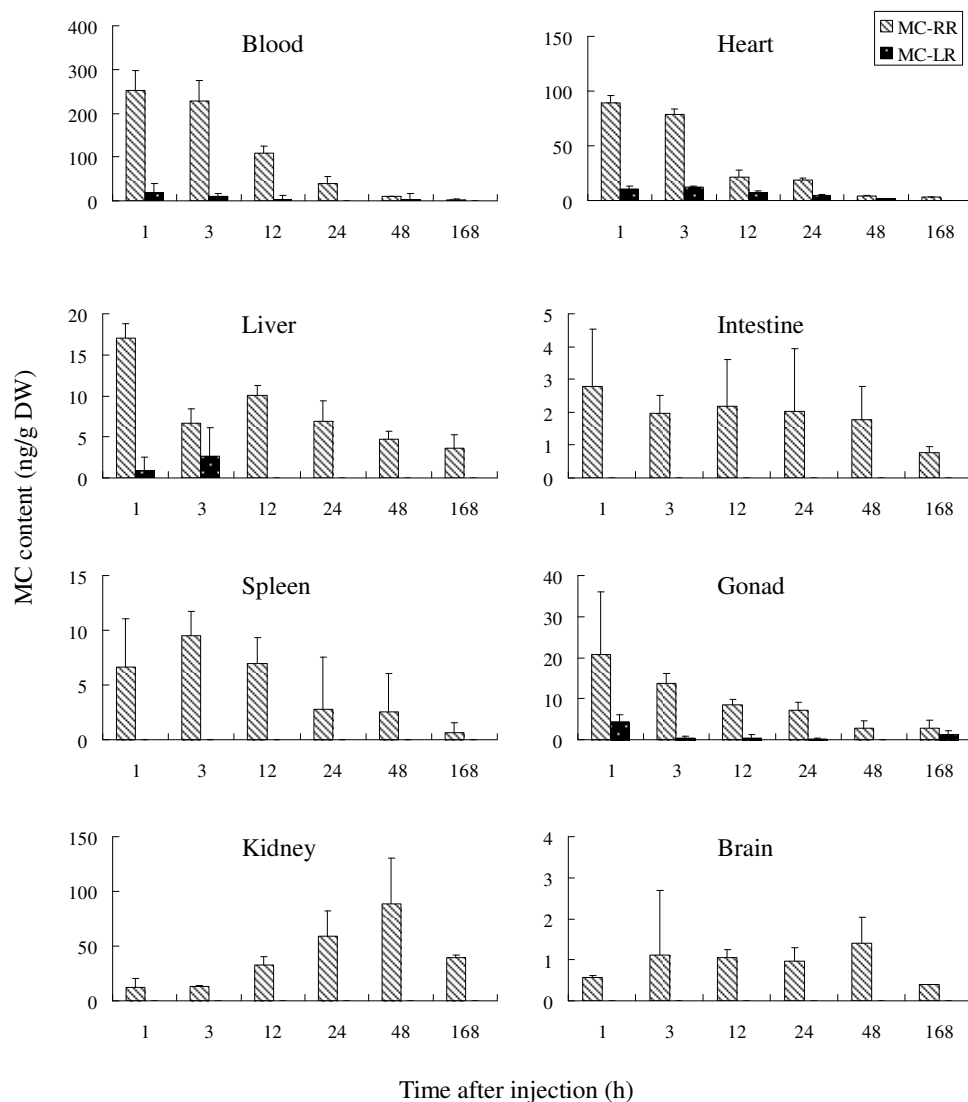 MC-RR
MC-LR
Blood
250
300
200
100
0
1 3 12 24 48 168
Heart
150
100
50
0
1 3 12 24 48 168
MC content (ng/g DW)
Liver
20
15
10
5
0
1 3 12 24 48 168
Intestine
5
4
3
2
1
0
1 3 12 24 48 168
Spleen
15
10
5
0
1 3 12 24 48 168
Gonad
40
30
20
10
0
1 3 12 24 48 168
Kidney
150
100
50
0
1 3 12 24 48 168
Brain
4
3
2
1
0
1 3 12 24 48 168
Time after injection (h)